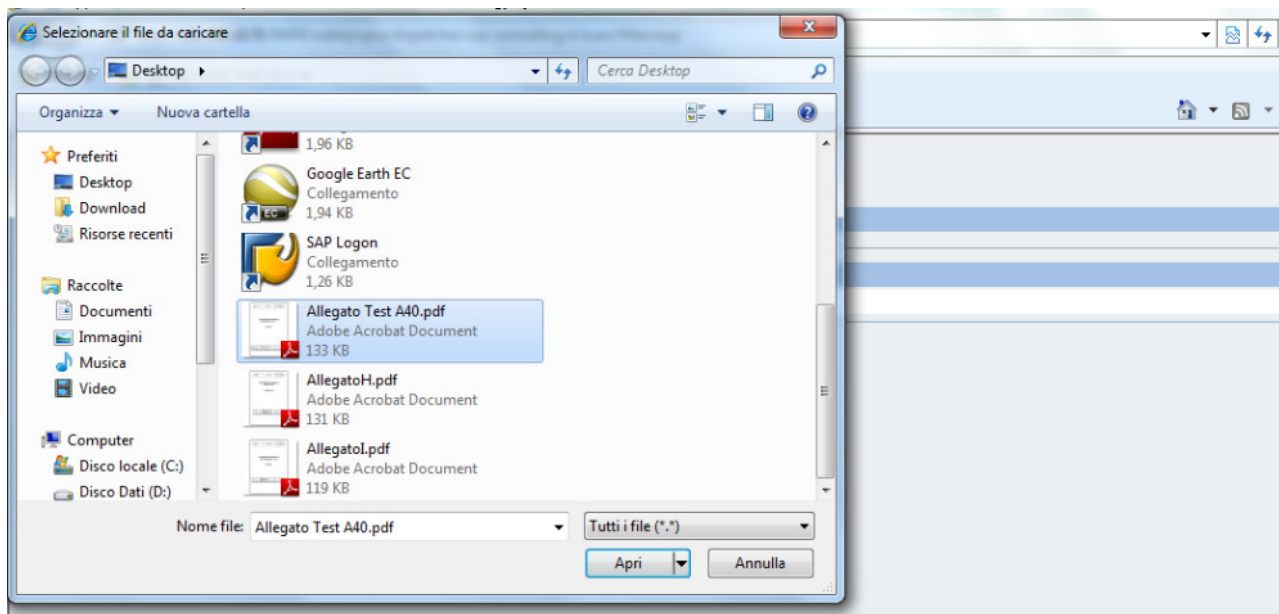 Selezionare il file da caricare
Desktop
Cerca Desktop
Organizza
Nuova cartella
Preferiti
Desktop
Download
Risorse recenti
Raccolte
Documenti
Immagini
Musica
Video
Computer
Disco locale (C:)
Disco Dati (D:)
1,96 KB
Google Earth EC
Collegamento
1,94 KB
EC
SAP Logon
Collegamento
1,26 KB
Allegato Test A40.pdf
Adobe Acrobat Document
133 KB
AllegatoH.pdf
Adobe Acrobat Document
131 KB
AllegatoI.pdf
Adobe Acrobat Document
119 KB
Nome file: Allegato Test A40.pdf
Tutti i file (*.*)
Apri
Annulla